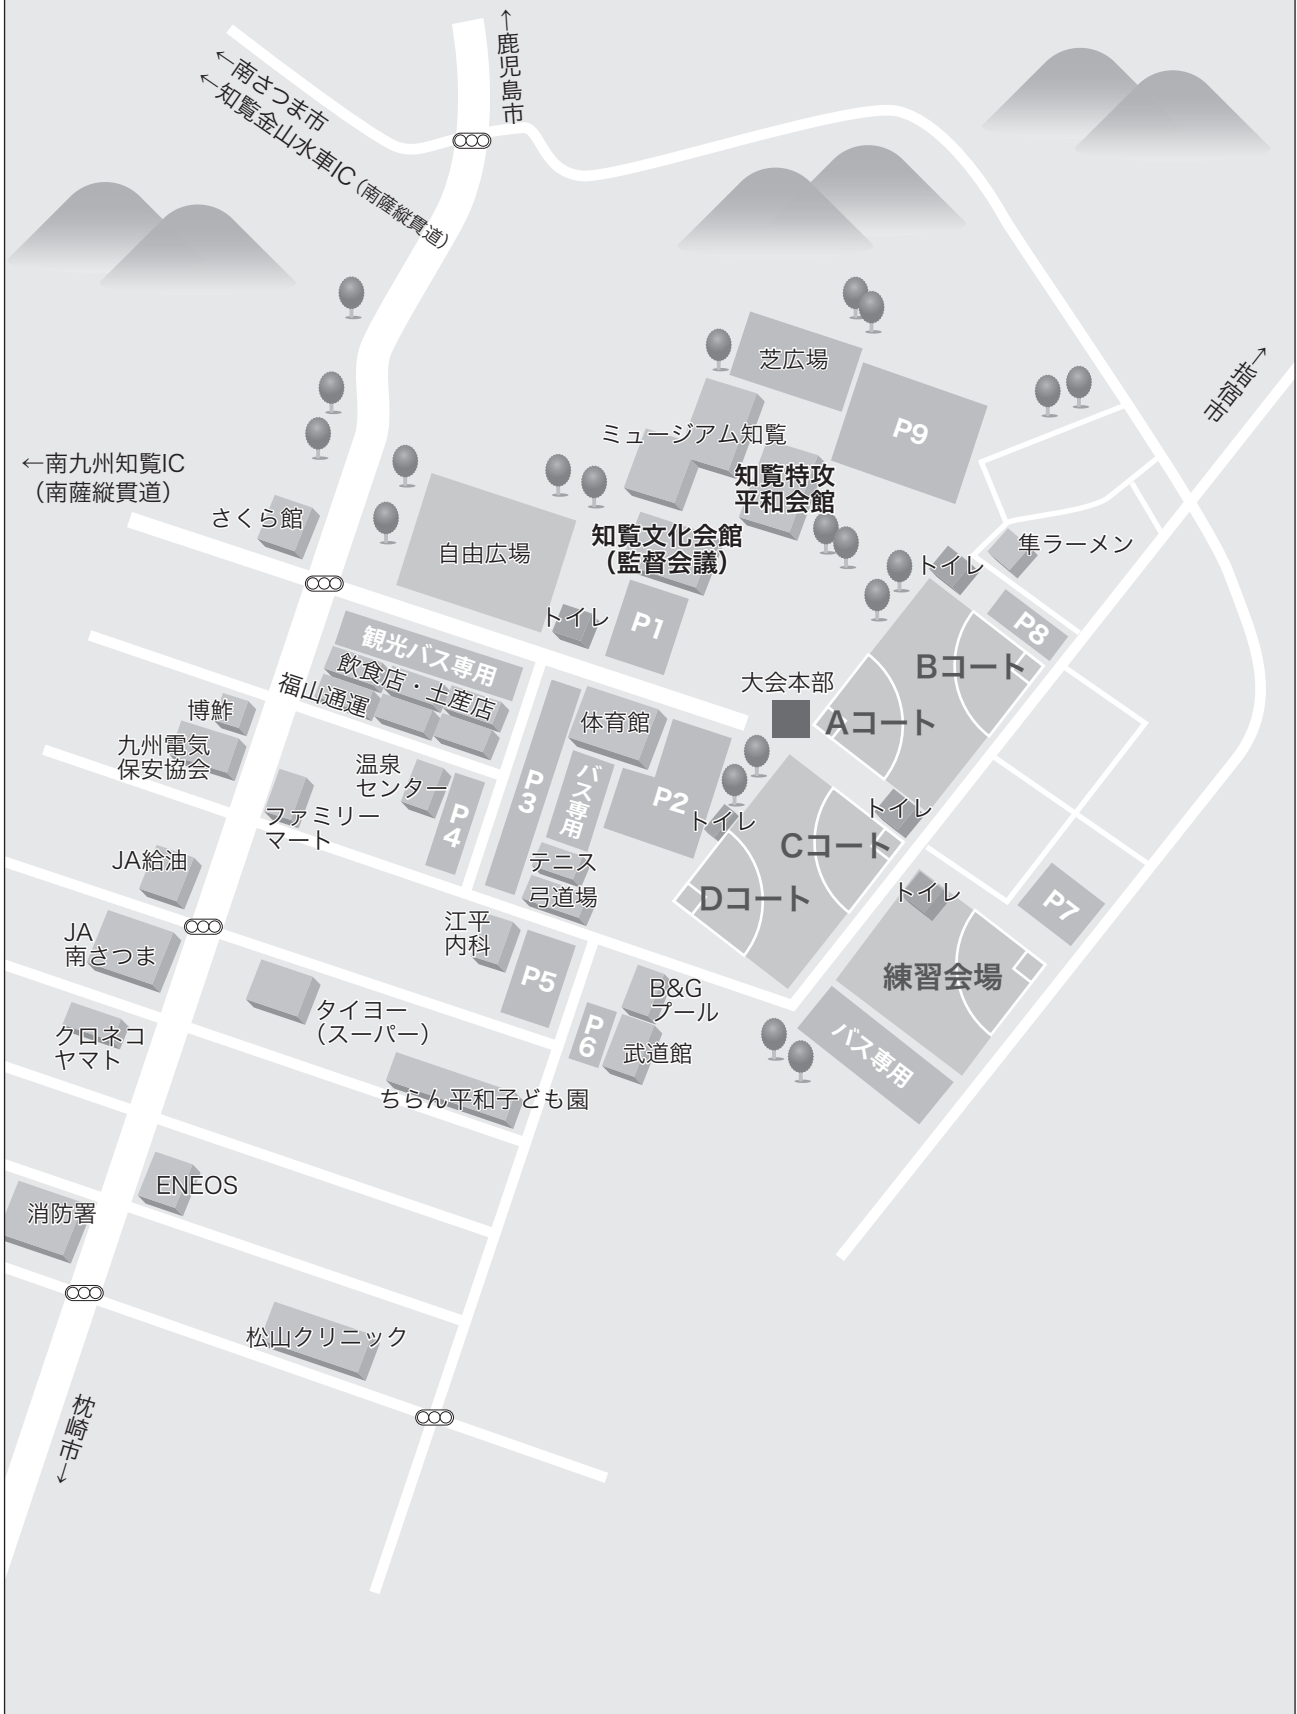 ↑鹿児島市
←南さつま市
←知覧金山水車IC（南薩縦貫道）
芝広場
P9
↑指宿市
ミュージアム知覧
知覧特攻
平和会館
←南九州知覧IC
（南薩縦貫道）
さくら館
自由広場
知覧文化会館
（監督会議）
隼ラーメン
トイレ
トイレ
P1
P8
観光バス専用
飲食店・土産店
福山通運
Bコート
大会本部
Aコート
博鮓
九州電気
保安協会
体育館
温泉
センター
P3
バス専用
P2
P4
ファミリー
マート
トイレ
トイレ
Cコート
JA給油
テニス
弓道場
Dコート
トイレ
P7
JA
南さつま
江平
内科
P5
練習会場
B&G
プール
タイヨー
（スーパー）
P6
武道館
バス専用
クロネコ
ヤマト
ちらん平和子ども園
ENEOS
消防署
松山クリニック
枕崎市↓